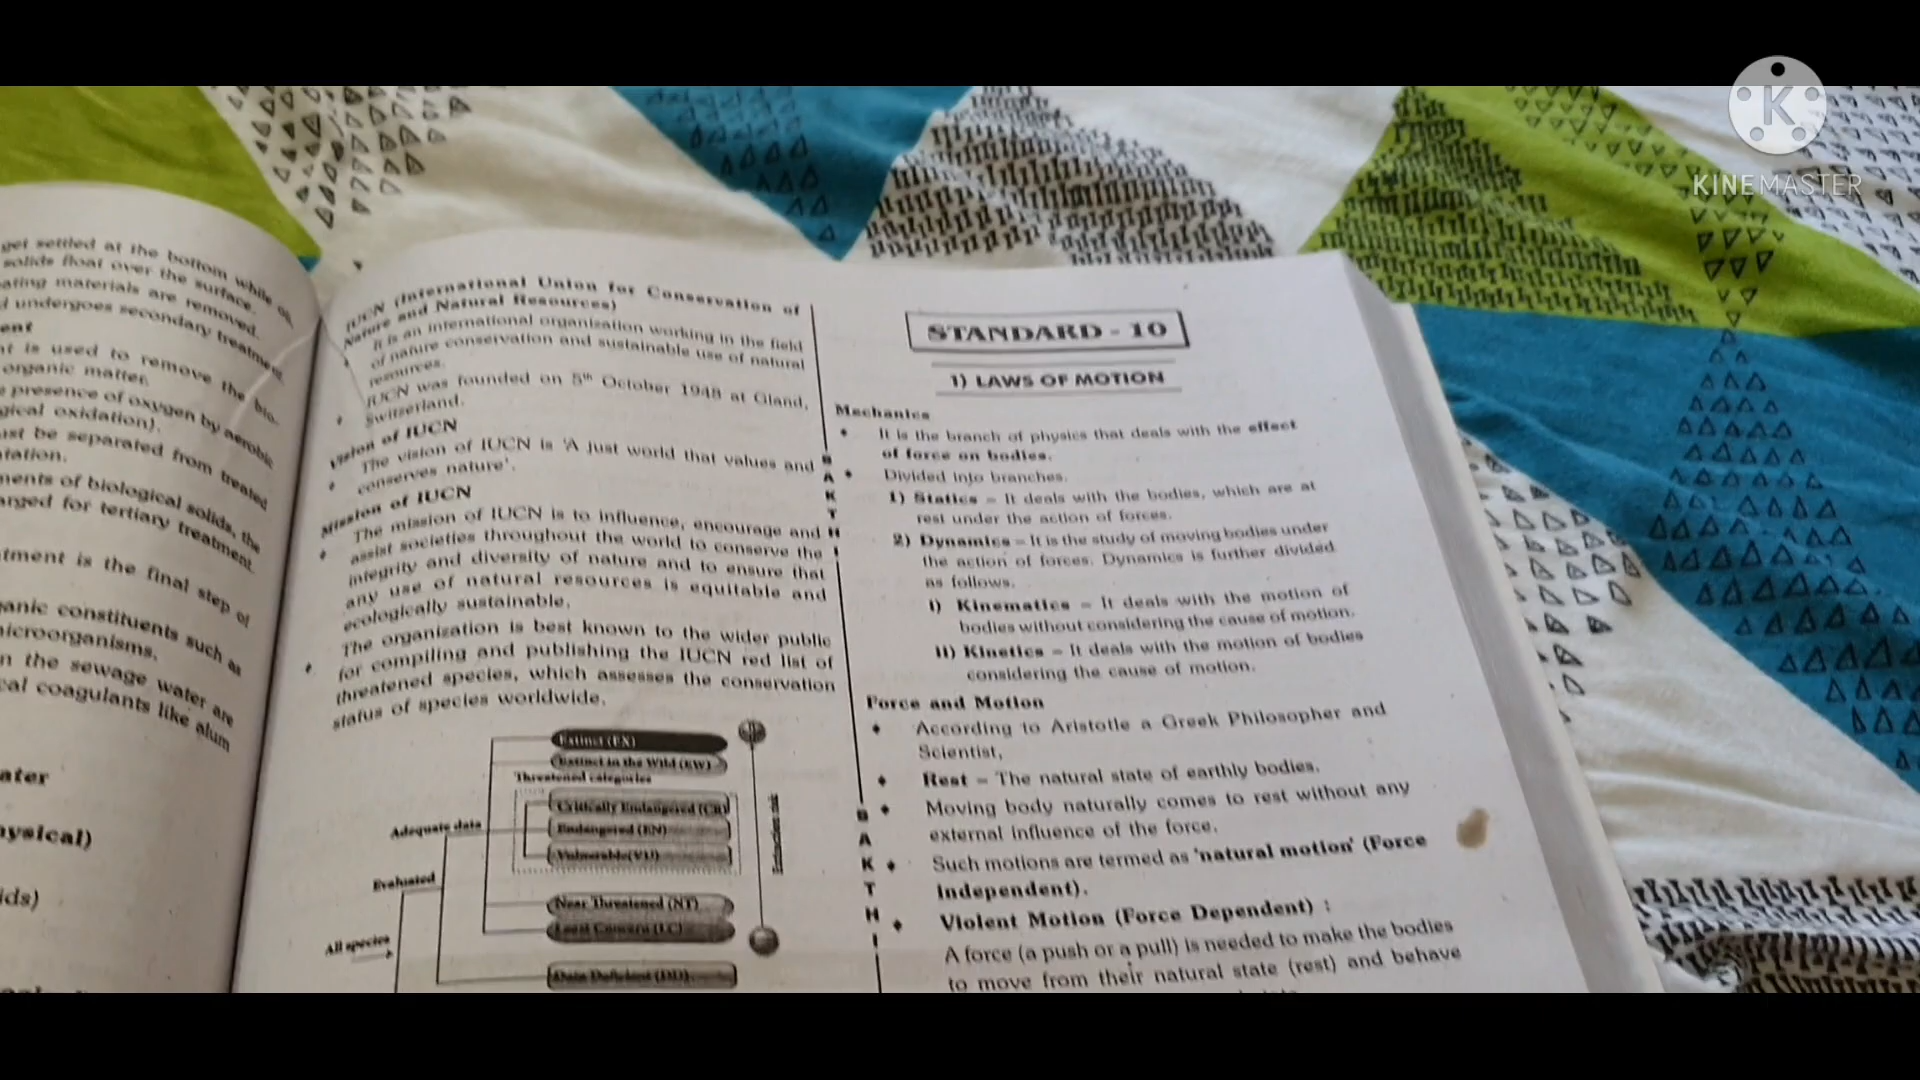 KINEMASTER
get settled at the bottom while oil,
solids float over the surface.
ating materials are removed.
d undergoes secondary treatment.
ent
nt is used to remove the bio-
organic matter.
e presence of oxygen by aerobic
gical oxidation).
ust be separated from treated
ntation.
ments of biological solids, the
arged for tertiary treatment.
atment is the final step of
ganic constituents such as
microorganisms.
n the sewage water are
cal coagulants like alum
ater
hysical)
ids)
IUCN (International Union for Conservation of
Nature and Natural Resources)
It is an international organization working in the field
of nature conservation and sustainable use of natural
resources.
IUCN was founded on 5th October 1948 at Gland,
Switzerland.
Vision of IUCN
The vision of IUCN is 'A just world that values and
conserves nature'.
Mission of IUCN
The mission of IUCN is to influence, encourage and
assist societies throughout the world to conserve the
integrity and diversity of nature and to ensure that
any use of natural resources is equitable and
ecologically sustainable.
The organization is best known to the wider public
for compiling and publishing the IUCN red list of
threatened species, which assesses the conservation
status of species worldwide.
Extinct (EX)
Extinct in the Wild (EW)
Threatened categories
Critically Endangered (CR)
Adequate data
Endangered (EN)
Vulnerable(VU)
Extinction risk
Evaluated
Near Threatened (NT)
Least Concern (LC)
All species
Data Deficient (DD)
BAKTHI
BAKTHI
STANDARD - 10
1) LAWS OF MOTION
Mechanics
It is the branch of physics that deals with the effect
of force on bodies.
Divided into branches.
1) Statics – It deals with the bodies, which are at
rest under the action of forces.
2) Dynamics – It is the study of moving bodies under
the action of forces. Dynamics is further divided
as follows.
i) Kinematics – It deals with the motion of
bodies without considering the cause of motion.
ii) Kinetics – It deals with the motion of bodies
considering the cause of motion.
Force and Motion
According to Aristotle a Greek Philosopher and
Scientist,
Rest – The natural state of earthly bodies.
Moving body naturally comes to rest without any
external influence of the force.
Such motions are termed as 'natural motion' (Force
Independent).
Violent Motion (Force Dependent) :
A force (a push or a pull) is needed to make the bodies
to move from their natural state (rest) and behave